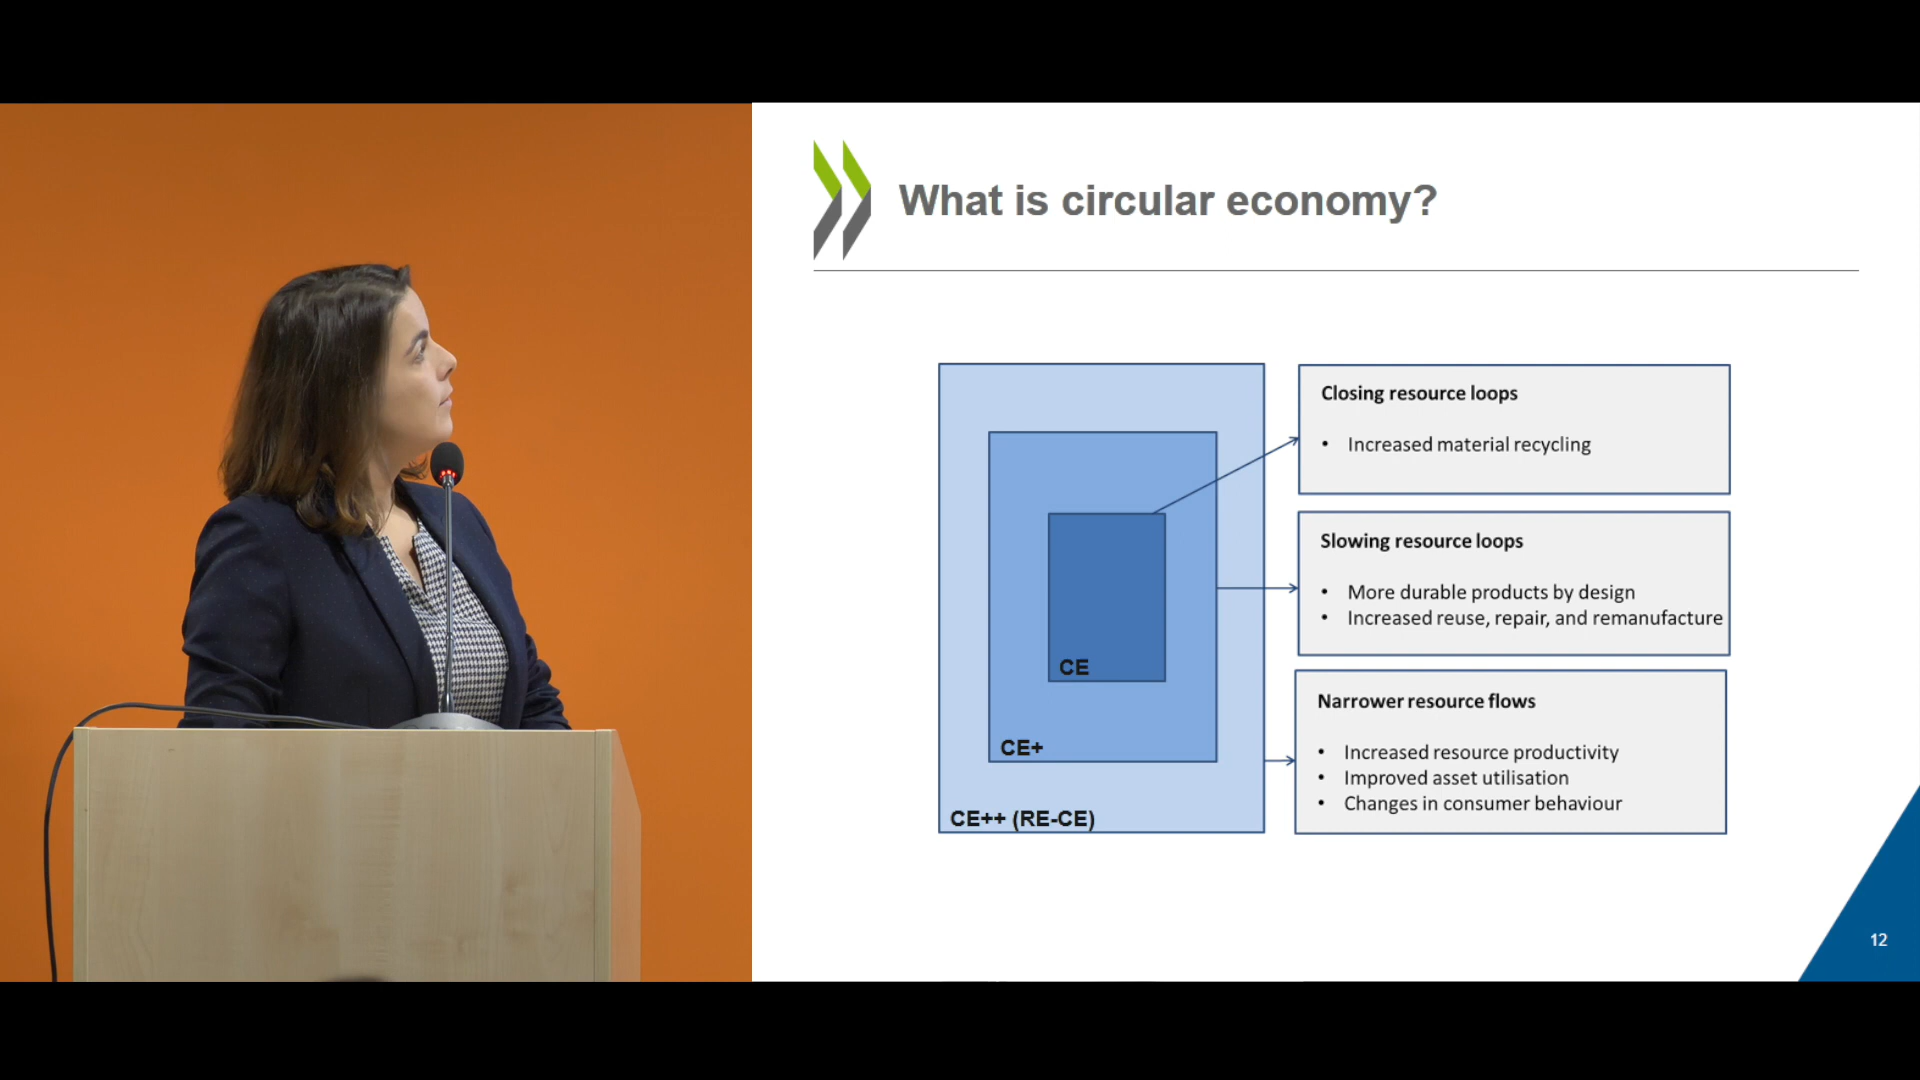 What is circular economy?
Closing resource loops
• Increased material recycling
Slowing resource loops
• More durable products by design
• Increased reuse, repair, and remanufacture
Narrower resource flows
• Increased resource productivity
• Improved asset utilisation
• Changes in consumer behaviour
CE
CE+
CE++ (RE-CE)
12